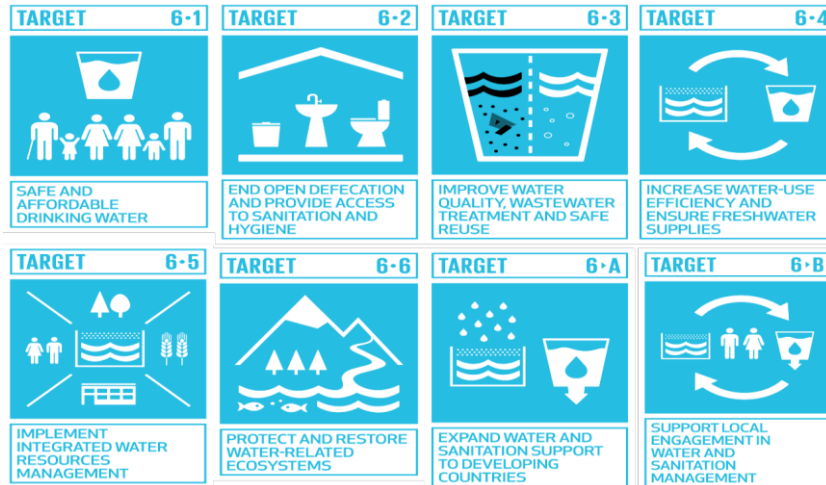 TARGET 6·1
SAFE AND
AFFORDABLE
DRINKING WATER
TARGET 6·2
END OPEN DEFECATION
AND PROVIDE ACCESS
TO SANITATION AND
HYGIENE
TARGET 6·3
IMPROVE WATER
QUALITY, WASTEWATER
TREATMENT AND SAFE
REUSE
TARGET 6·4
INCREASE WATER-USE
EFFICIENCY AND
ENSURE FRESHWATER
SUPPLIES
TARGET 6·5
IMPLEMENT
INTEGRATED WATER
RESOURCES
MANAGEMENT
TARGET 6·6
PROTECT AND RESTORE
WATER-RELATED
ECOSYSTEMS
TARGET 6·A
EXPAND WATER AND
SANITATION SUPPORT
TO DEVELOPING
COUNTRIES
TARGET 6·B
SUPPORT LOCAL
ENGAGEMENT IN
WATER AND
SANITATION
MANAGEMENT